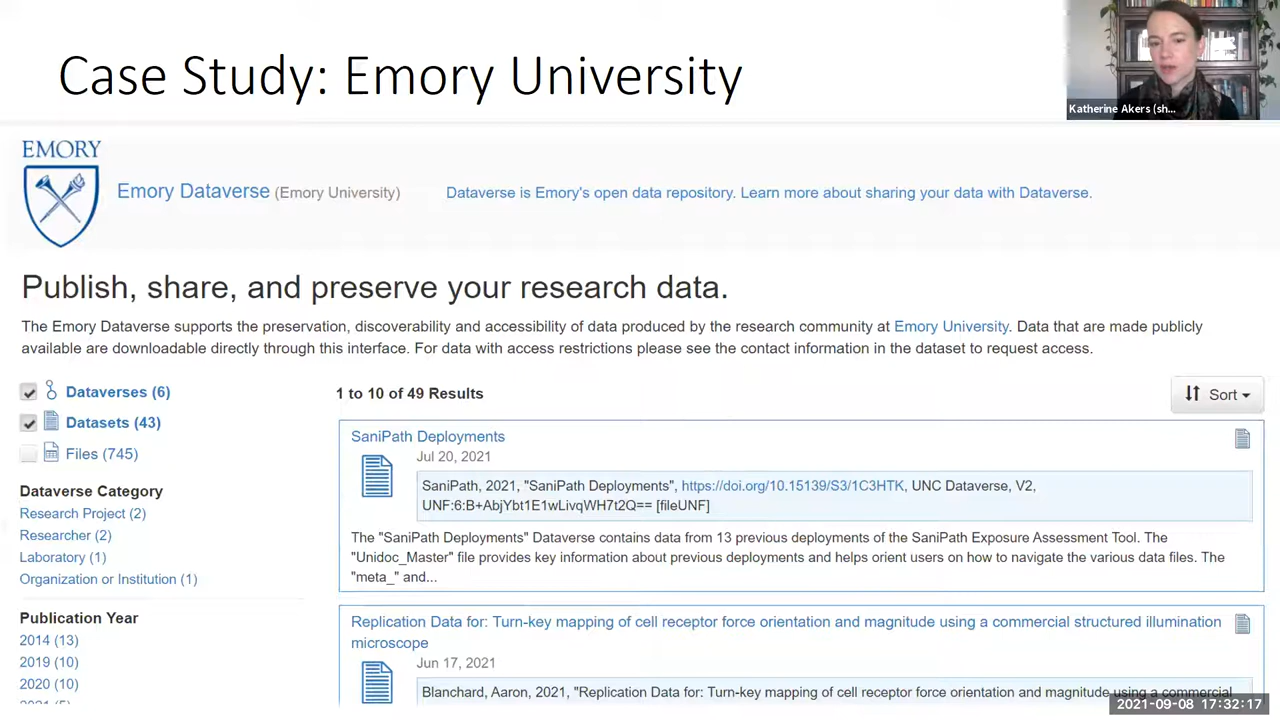 Case Study: Emory University
Katherine Akers (sh...
EMORY
Emory Dataverse (Emory University)
Dataverse is Emory's open data repository. Learn more about sharing your data with Dataverse.
Publish, share, and preserve your research data.
The Emory Dataverse supports the preservation, discoverability and accessibility of data produced by the research community at Emory University. Data that are made publicly
available are downloadable directly through this interface. For data with access restrictions please see the contact information in the dataset to request access.
Dataverses (6)
Datasets (43)
Files (745)
Dataverse Category
Research Project (2)
Researcher (2)
Laboratory (1)
Organization or Institution (1)
Publication Year
2014 (13)
2019 (10)
2020 (10)
2021 (5)
1 to 10 of 49 Results
Sort
SaniPath Deployments
Jul 20, 2021
SaniPath, 2021, "SaniPath Deployments", https://doi.org/10.15139/S3/1C3HTK, UNC Dataverse, V2,
UNF:6:B+AbjYbt1E1wLivqWH7t2Q== [fileUNF]
The "SaniPath Deployments" Dataverse contains data from 13 previous deployments of the SaniPath Exposure Assessment Tool. The
"Unidoc_Master" file provides key information about previous deployments and helps orient users on how to navigate the various data files. The
"meta_" and...
Replication Data for: Turn-key mapping of cell receptor force orientation and magnitude using a commercial structured illumination
microscope
Jun 17, 2021
Blanchard, Aaron, 2021, "Replication Data for: Turn-key mapping of cell receptor force orientation and magnitude using a commercial
2021-09-08 17:32:17